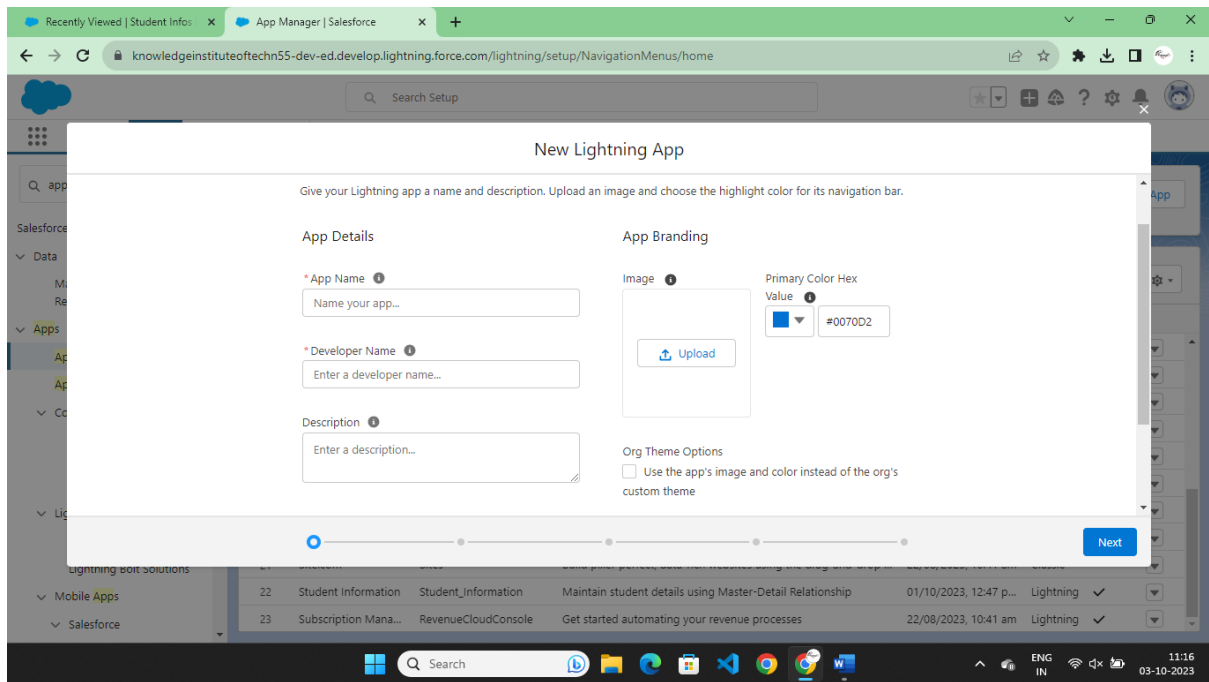 Recently Viewed | Student Infos
App Manager | Salesforce
knowledgeinstituteoftechn55-dev-ed.develop.lightning.force.com/lightning/setup/NavigationMenus/home
Search Setup
New Lightning App
app
App
Give your Lightning app a name and description. Upload an image and choose the highlight color for its navigation bar.
Salesforce
App Details
App Branding
Data
*App Name
Image
Primary Color Hex
Value
Name your app...
#0070D2
Apps
*Developer Name
Upload
Enter a developer name...
Description
Enter a description...
Org Theme Options
Use the app's image and color instead of the org's
custom theme
Next
Lightning Bolt Solutions
Mobile Apps
22 Student Information Student_Information Maintain student details using Master-Detail Relationship 01/10/2023, 12:47 p... Lightning
Salesforce
23 Subscription Mana... RevenueCloudConsole Get started automating your revenue processes 22/08/2023, 10:41 am Lightning
Search
ENG
IN
11:16
03-10-2023